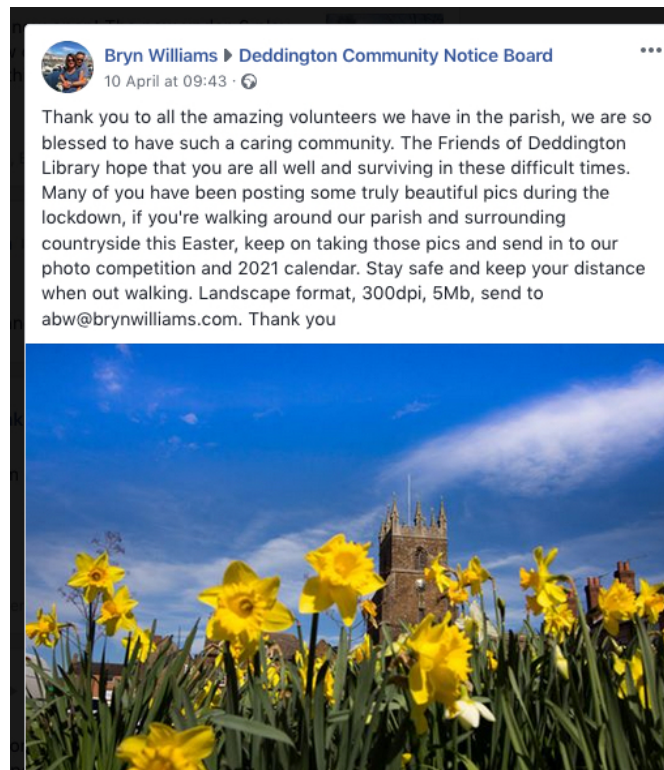 Bryn Williams ▶ Deddington Community Notice Board
10 April at 09:43 ·
Thank you to all the amazing volunteers we have in the parish, we are so
blessed to have such a caring community. The Friends of Deddington
Library hope that you are all well and surviving in these difficult times.
Many of you have been posting some truly beautiful pics during the
lockdown, if you're walking around our parish and surrounding
countryside this Easter, keep on taking those pics and send in to our
photo competition and 2021 calendar. Stay safe and keep your distance
when out walking. Landscape format, 300dpi, 5Mb, send to
abw@brynwilliams.com. Thank you